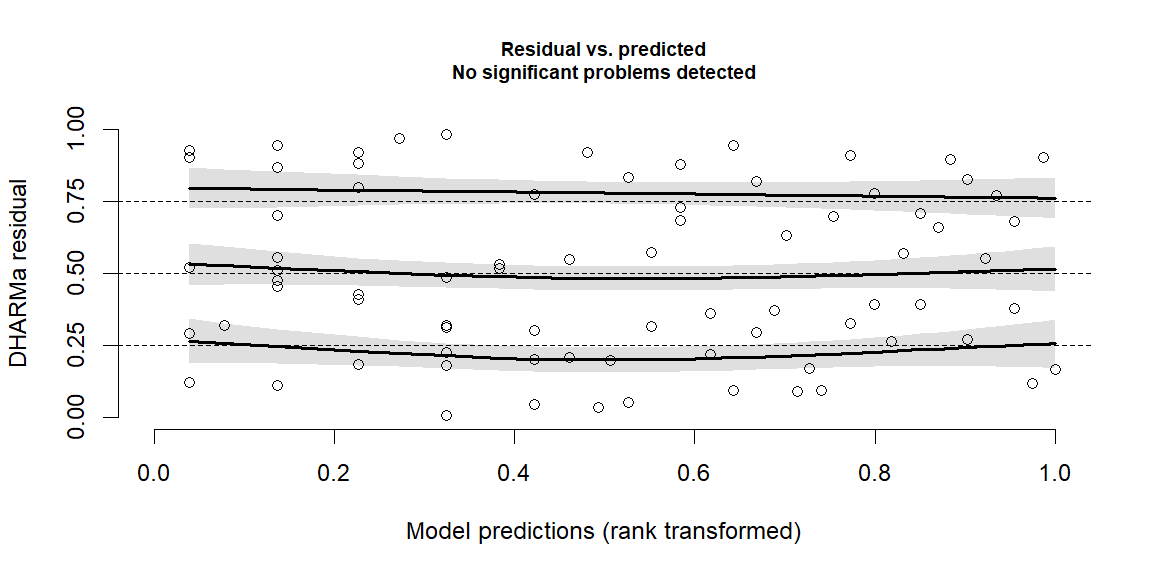 Residual vs. predicted
No significant problems detected
DHARMa residual
1.00
0.75
0.50
0.25
0.00
0.0 0.2 0.4 0.6 0.8 1.0
Model predictions (rank transformed)